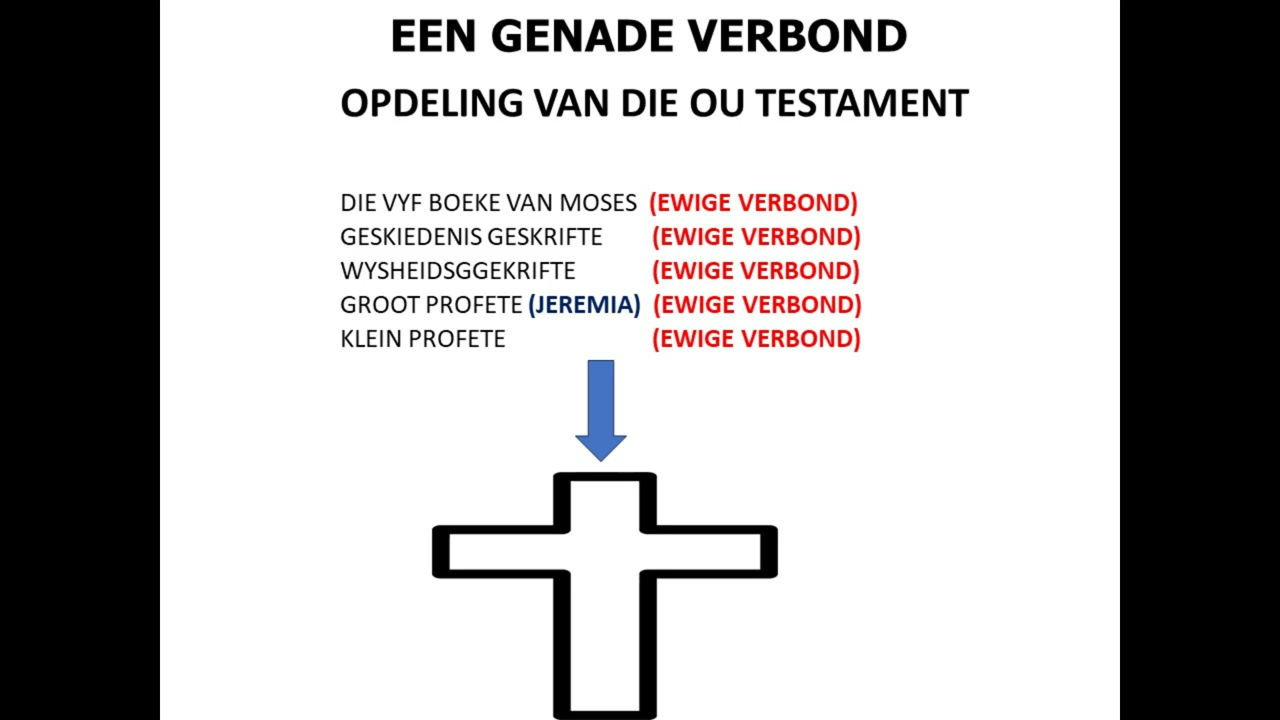 EEN GENADE VERBOND
OPDELING VAN DIE OU TESTAMENT
DIE VYF BOEKE VAN MOSES (EWIGE VERBOND)
GESKIEDENIS GESKRIFTE (EWIGE VERBOND)
WYSHEIDSGGEKRIFTE (EWIGE VERBOND)
GROOT PROFETE (JEREMIA) (EWIGE VERBOND)
KLEIN PROFETE (EWIGE VERBOND)